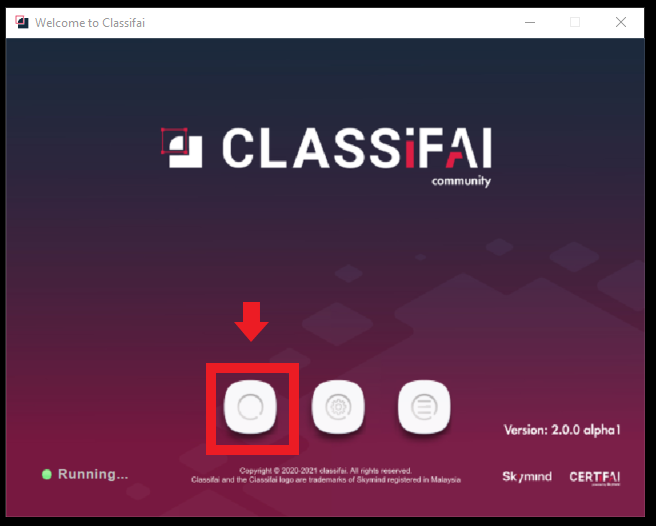 Welcome to Classifai
CLASSiFAI
community
Version: 2.0.0 alpha1
Running...
Copyright © 2020-2021 classifai. All rights reserved.
Classifai and the Classifai logo are trademarks of Skymind registered in Malaysia
Skymind
CERTIFAI